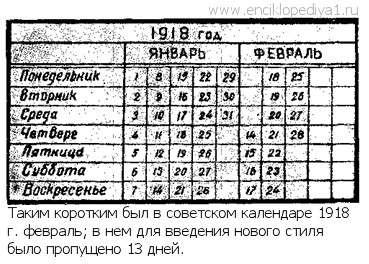 www.enciklopediya1.ru
1918 год
ЯНВАРЬ ФЕВРАЛЬ
Понедельник 1 8 15 22 29 18 25
Вторник 2 9 16 23 30 19 26
Среда 3 10 17 24 31 20 27
Четверг 4 11 18 25 14 21 28
Пятница 5 12 19 26 15 22
Суббота 6 13 20 27 16 23
Воскресенье 7 14 21 28 17 24
Таким коротким был в советском календаре 1918
г. февраль; в нем для введения нового стиля
было пропущено 13 дней.